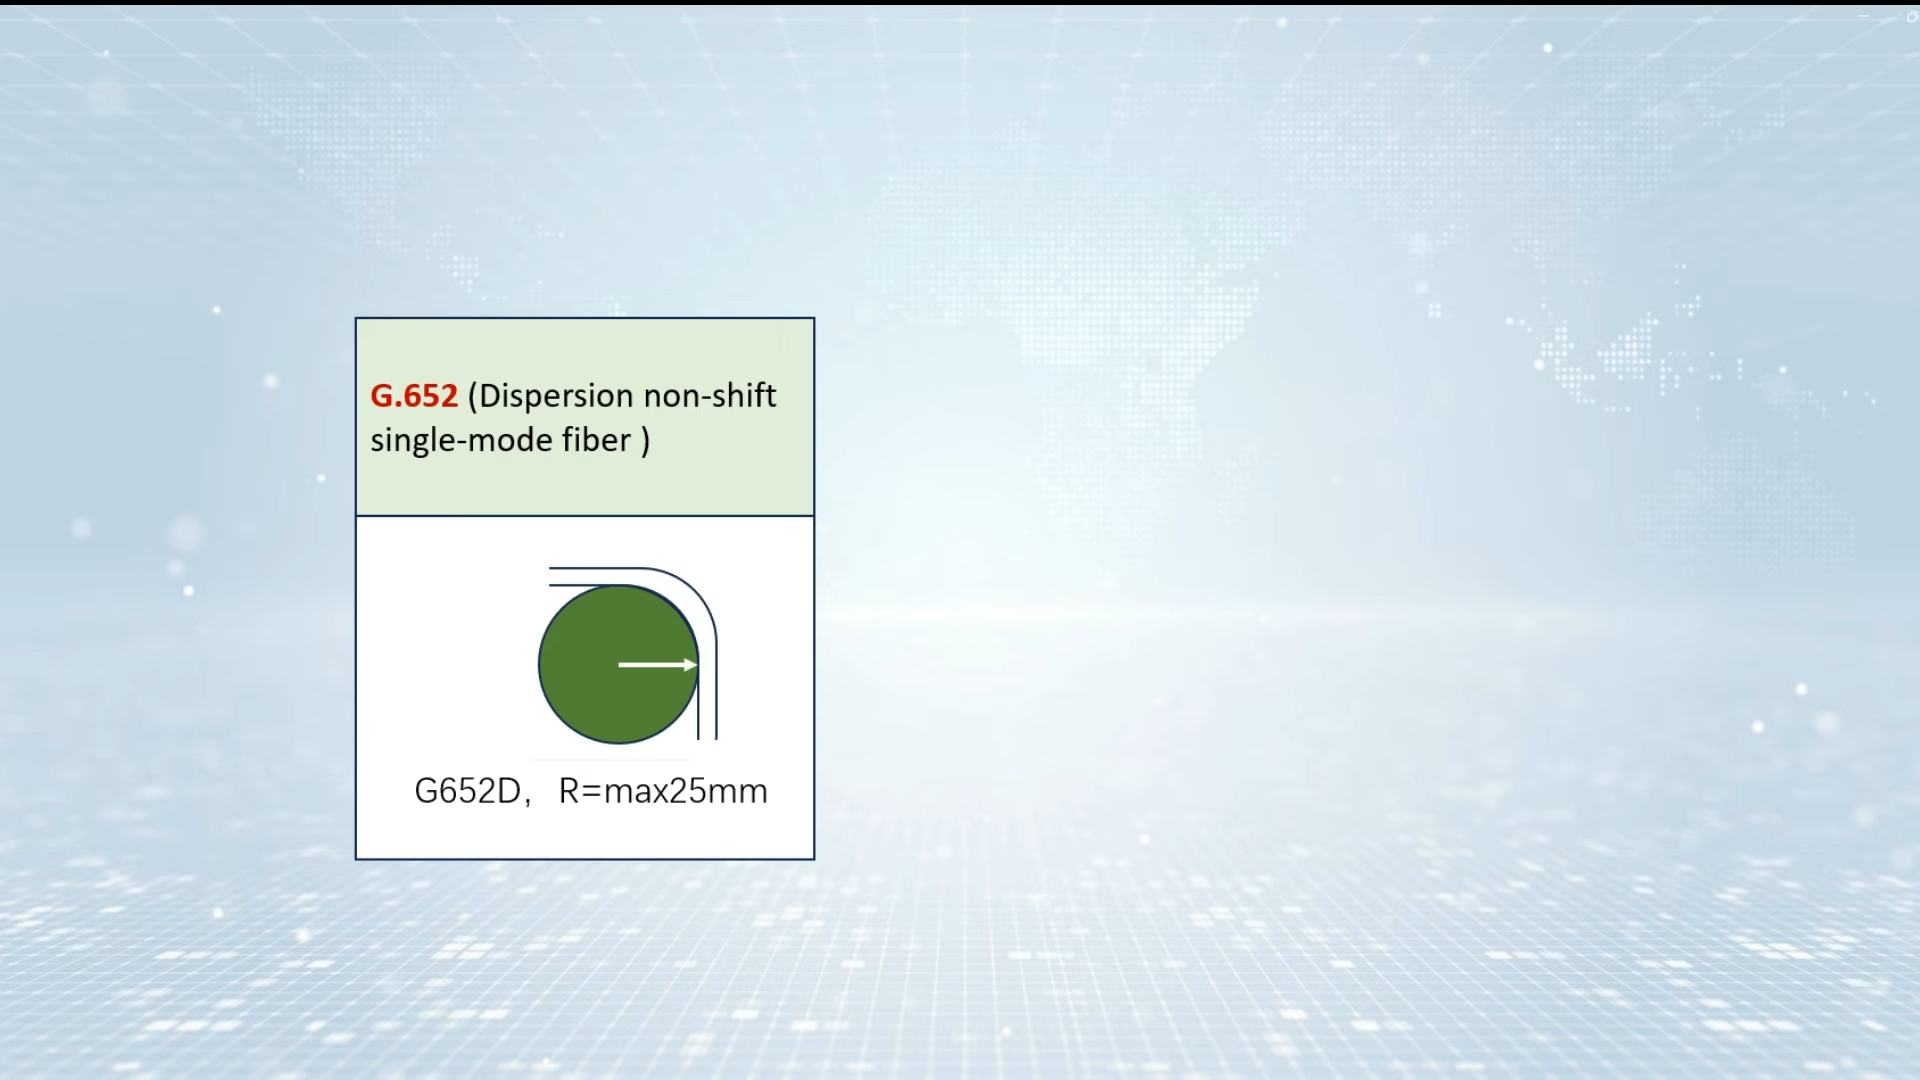 G.652 (Dispersion non-shift
single-mode fiber )
G652D, R=max25mm